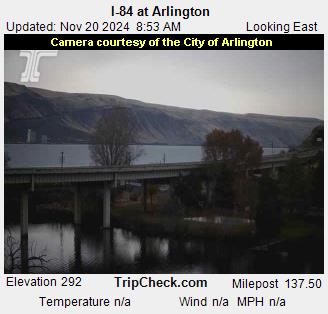 I-84 at Arlington
Updated: Nov 20 2024 8:53 AM Looking East
Camera courtesy of the City of Arlington
Elevation 292 TripCheck.com Milepost 137.50
Temperature n/a Wind n/a MPH n/a